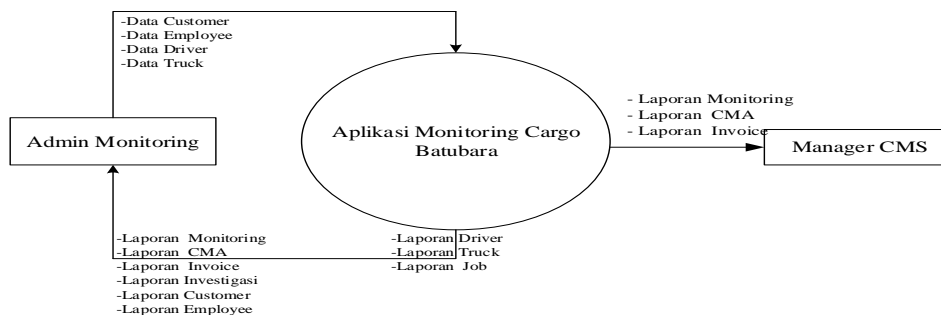 -Data Customer
-Data Employee
-Data Driver
-Data Truck
Admin Monitoring
Aplikasi Monitoring Cargo
Batubara
- Laporan Monitoring
- Laporan CMA
- Laporan Invoice
Manager CMS
-Laporan Monitoring
-Laporan CMA
-Laporan Invoice
-Laporan Investigasi
-Laporan Customer
-Laporan Employee
-Laporan Driver
-Laporan Truck
-Laporan Job